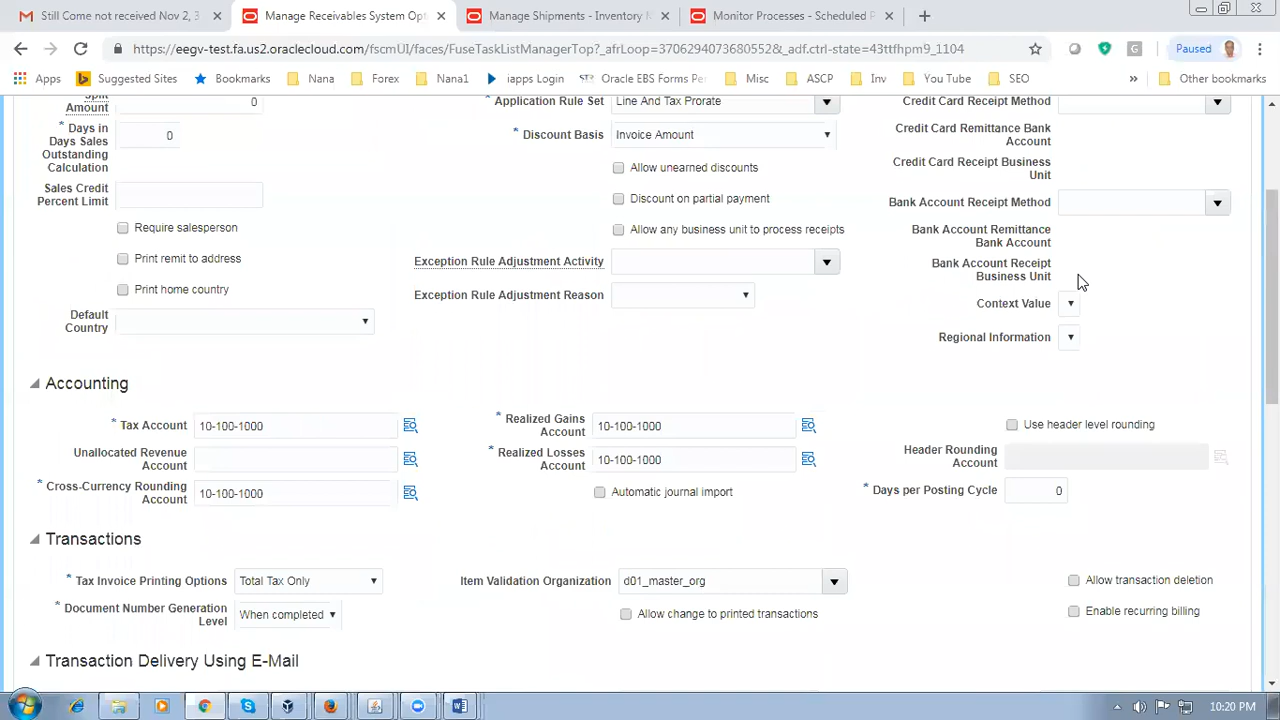 Still Come not received Nov 2, 3
Manage Receivables System Opt
Manage Shipments - Inventory M
Monitor Processes - Scheduled P
https://eegv-test.fa.us2.oraclecloud.com/fscmUI/faces/FuseTaskListManagerTop?_afrLoop=37062940736805528&_adf.ctrl-state=43ttfhpm9_1104
Paused
Apps
Suggested Sites
Bookmarks
Nana
Forex
Nana1
iapps Login
Oracle EBS Forms Pe
Misc
ASCP
Inv
You Tube
SEO
Other bookmarks
Split Amount 0
* Application Rule Set Line And Tax Prorate
Credit Card Receipt Method
* Days in Days Sales Outstanding Calculation 0
* Discount Basis Invoice Amount
Credit Card Remittance Bank Account
Allow unearned discounts
Credit Card Receipt Business Unit
Sales Credit Percent Limit
Discount on partial payment
Bank Account Receipt Method
Require salesperson
Allow any business unit to process receipts
Bank Account Remittance Bank Account
Print remit to address
Exception Rule Adjustment Activity
Bank Account Receipt Business Unit
Print home country
Exception Rule Adjustment Reason
Context Value
Default Country
Regional Information
Accounting
* Tax Account 10-100-1000
* Realized Gains Account 10-100-1000
Use header level rounding
Unallocated Revenue Account
* Realized Losses Account 10-100-1000
Header Rounding Account
* Cross-Currency Rounding Account 10-100-1000
Automatic journal import
* Days per Posting Cycle 0
Transactions
* Tax Invoice Printing Options Total Tax Only
Item Validation Organization d01_master_org
Allow transaction deletion
* Document Number Generation Level When completed
Allow change to printed transactions
Enable recurring billing
Transaction Delivery Using E-Mail
10:20 PM